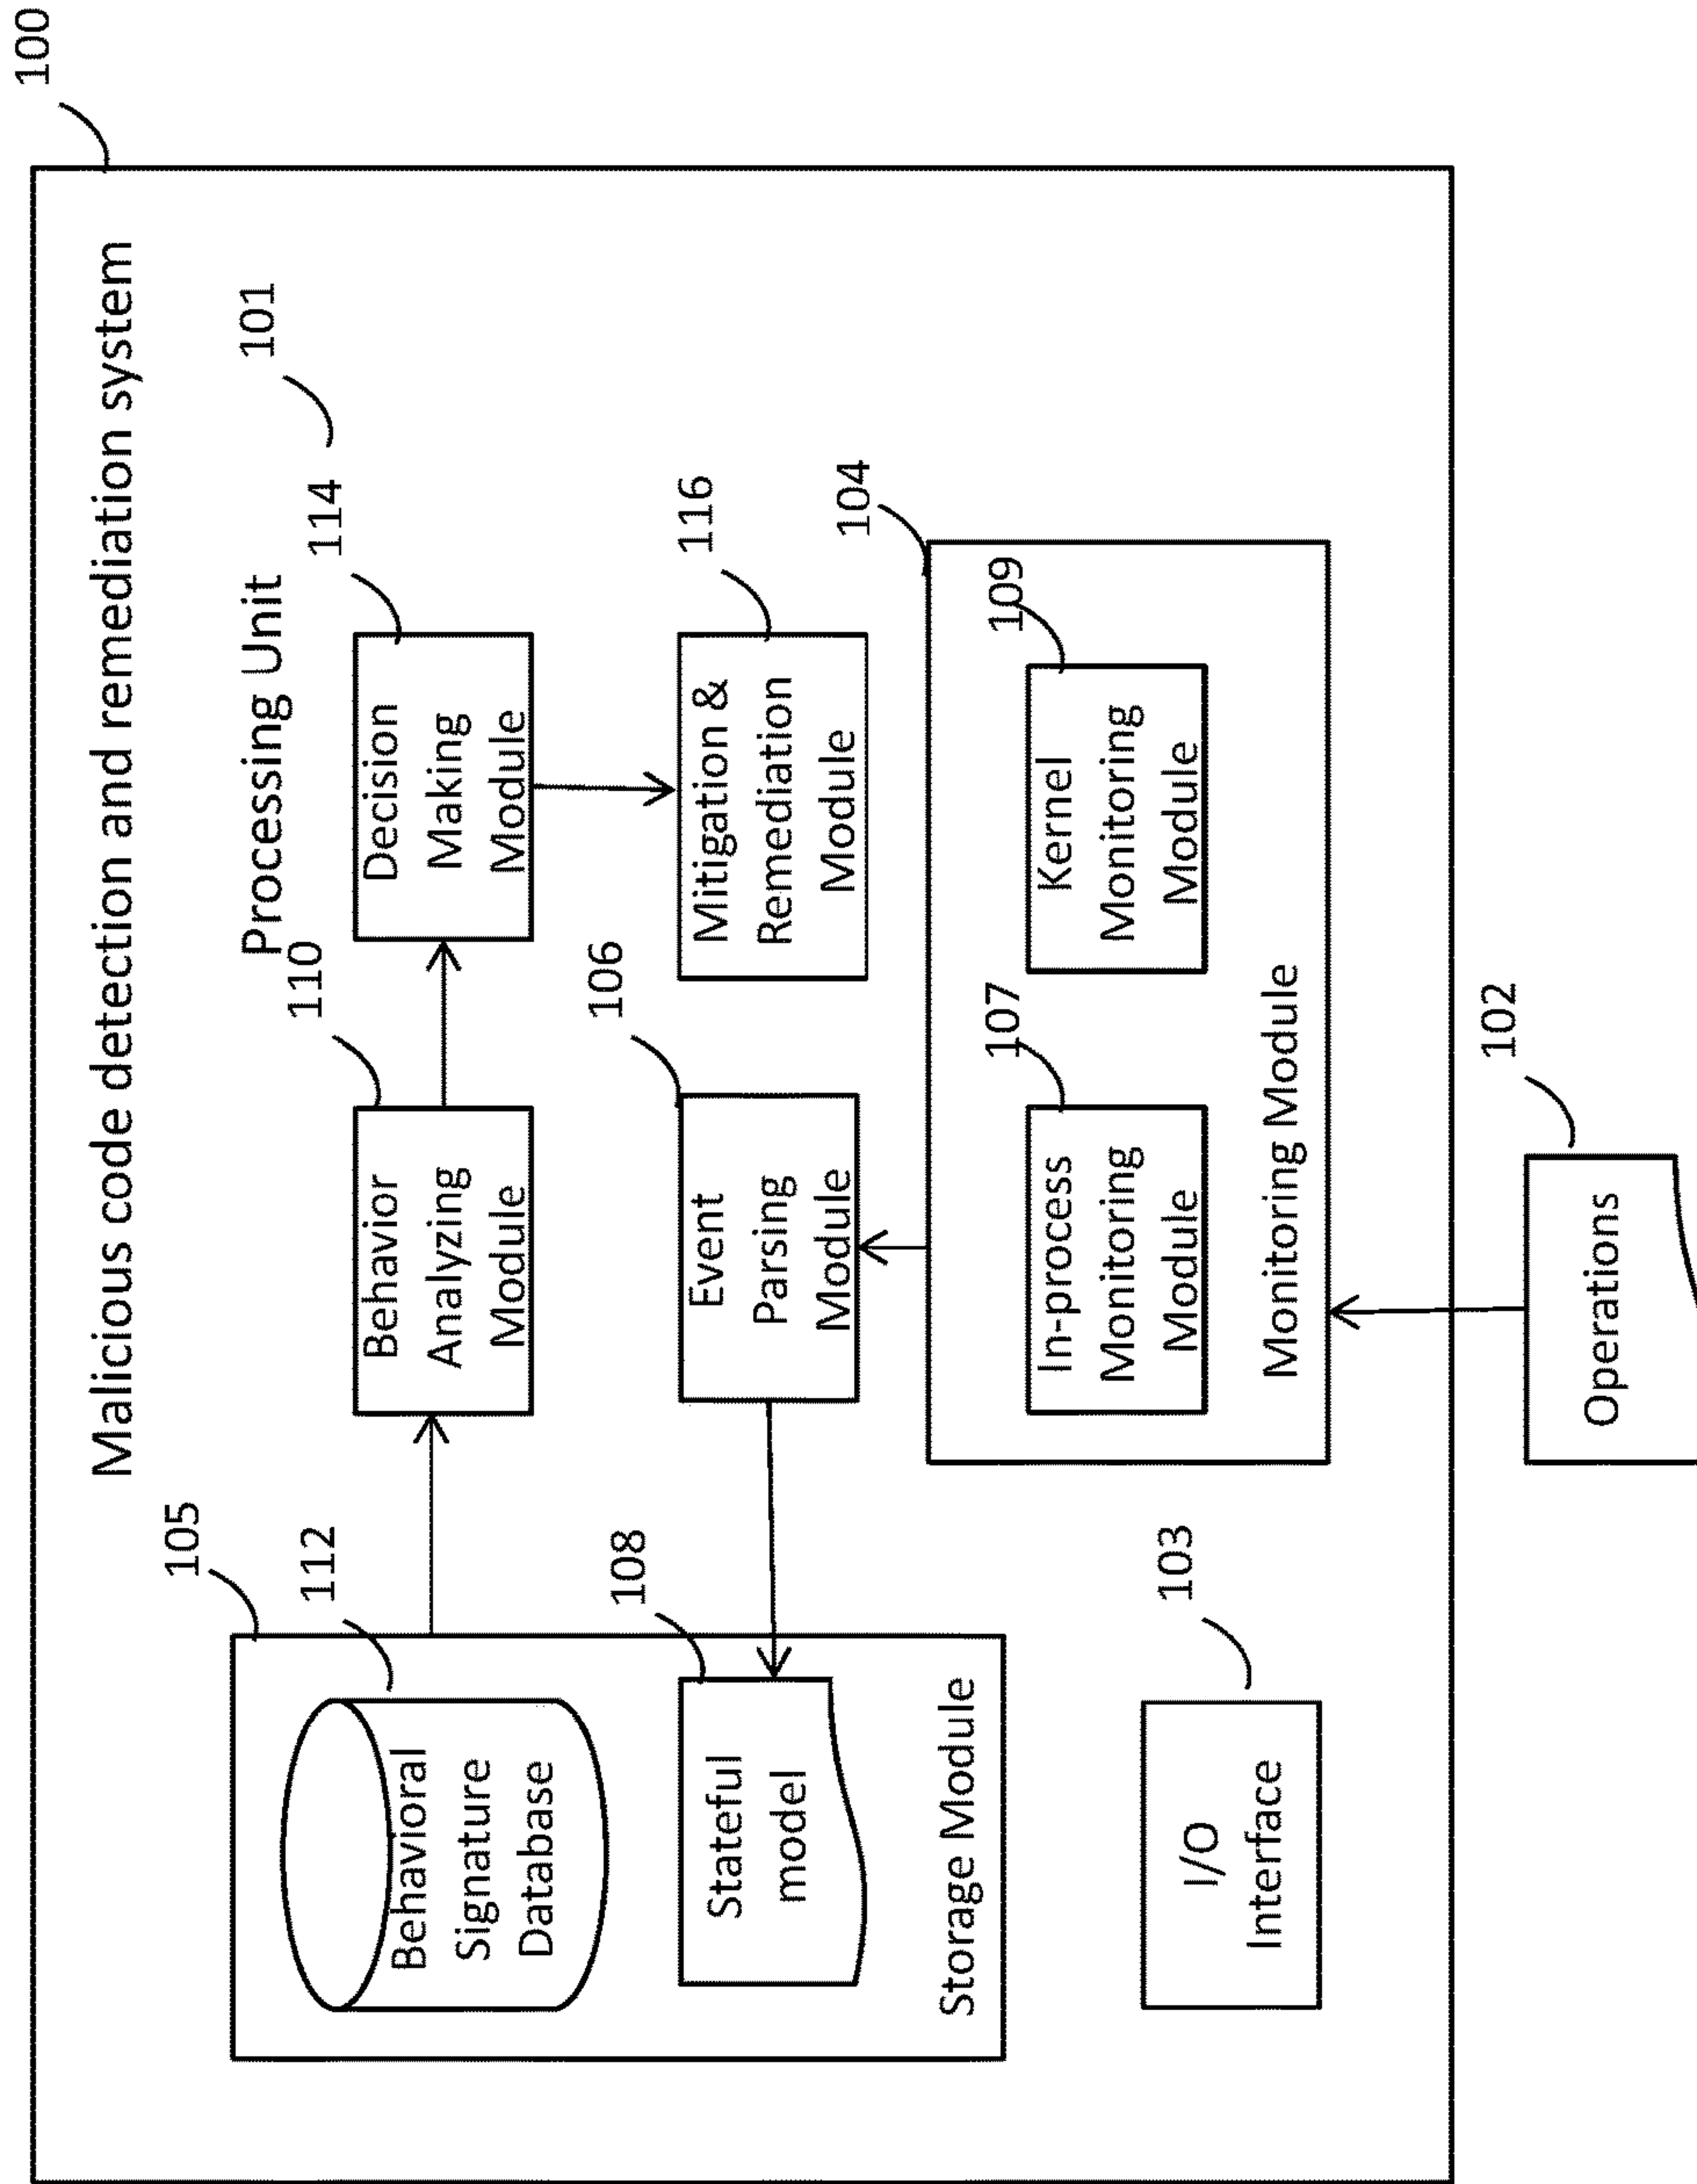 100
Malicious code detection and remediation system
Processing Unit
101
105
112
Behavioral
Signature
Database
110
Behavior
Analyzing
Module
114
Decision
Making
Module
108
Stateful
model
Storage Module
106
Event
Parsing
Module
116
Mitigation &
Remediation
Module
104
107
In-process
Monitoring
Module
109
Kernel
Monitoring
Module
Monitoring Module
103
I/O
Interface
102
Operations